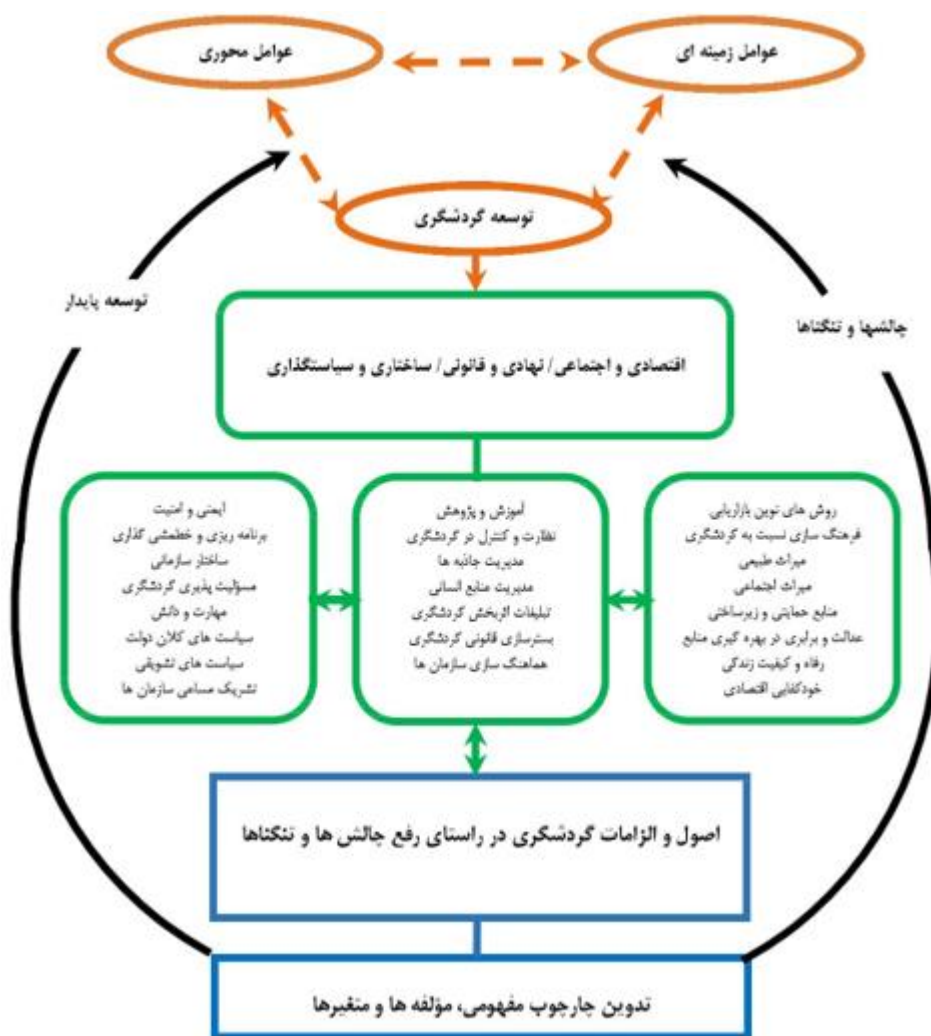 عوامل زمینه ای
عوامل محوری
توسعه گردشگری
توسعه پایدار
چالشها و تنگناها
اقتصادی و اجتماعی/ نهادی و قانونی/ ساختاری و سیاستگذاری
روش های نوین بازاریابی
فرهنگ سازی نسبت به گردشگری
میراث طبیعی
میراث اجتماعی
منابع حمایتی و زیرساختی
عدالت و برابری در بهره گیری منابع
رفاه و کیفیت زندگی
خودکفایی اقتصادی
آموزش و پژوهش
نظارت و کنترل در گردشگری
مدیریت جاذبه ها
مدیریت منابع انسانی
تبلیغات اثربخش گردشگری
بسترسازی قانونی گردشگری
هماهنگ سازی سازمان ها
ایمنی و امنیت
برنامه ریزی و خطمشی گذاری
ساختار سازمانی
مسؤلیت پذیری گردشگری
مهارت و دانش
سیاست های کلان دولت
سیاست های تشویقی
تشریک مساعی سازمان ها
اصول و الزامات گردشگری در راستای رفع چالش ها و تنگناها
تدوین چارچوب مفهومی، مؤلفه ها و متغیرها